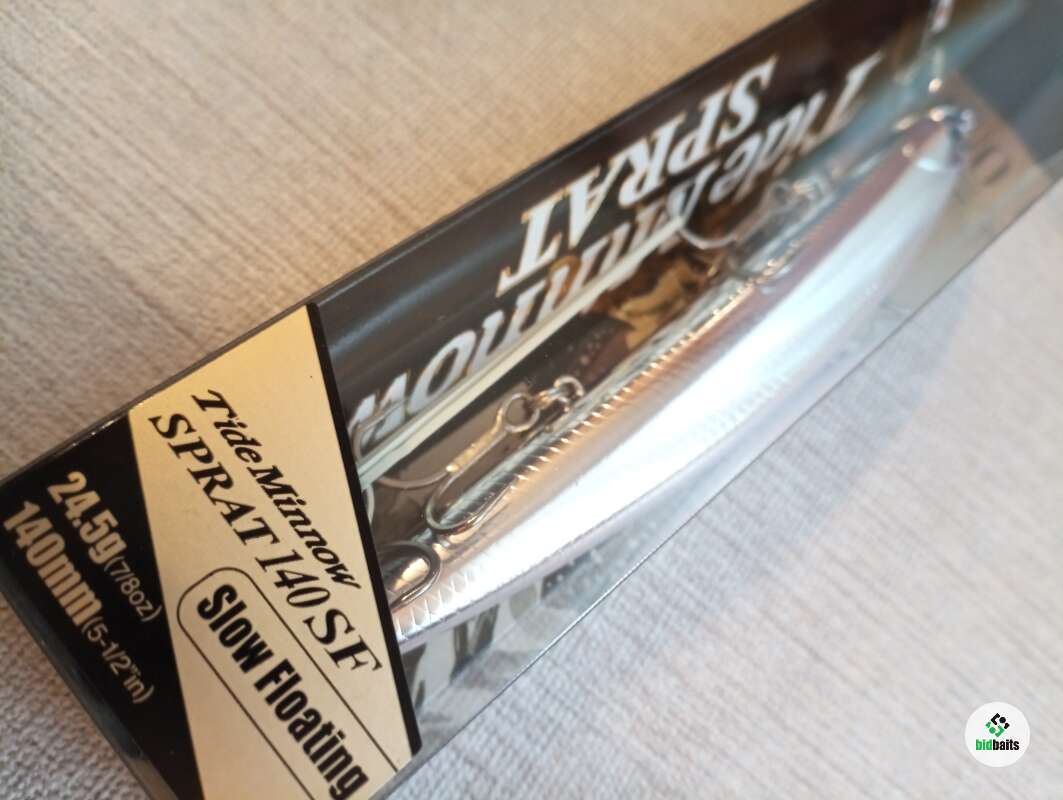 Tide Minnow
SPRAT
Tide Minnow
SPRAT 140 SF
Slow Floating
24.5g (7/8oz)
140mm (5-1/2"in)
bidbaits